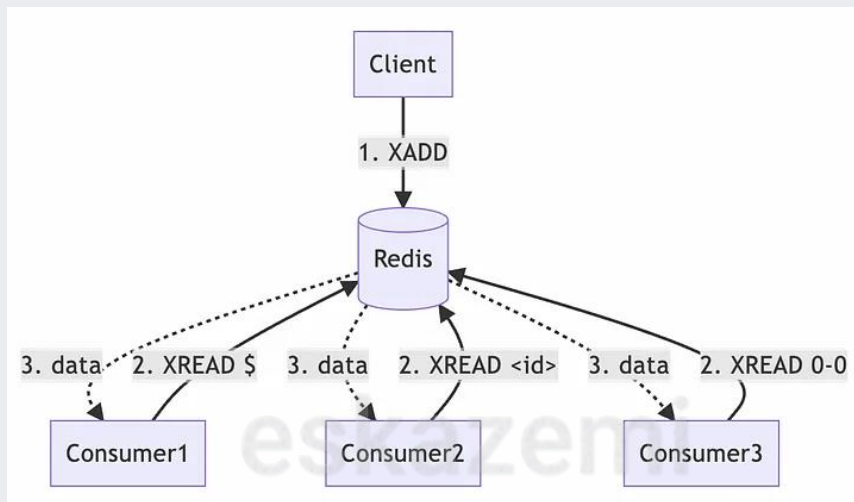 Client
1. XADD
Redis
3. data
2. XREAD $
3. data
2. XREAD <id>
3. data
2. XREAD 0-0
Consumer1
Consumer2
Consumer3
eskazemi